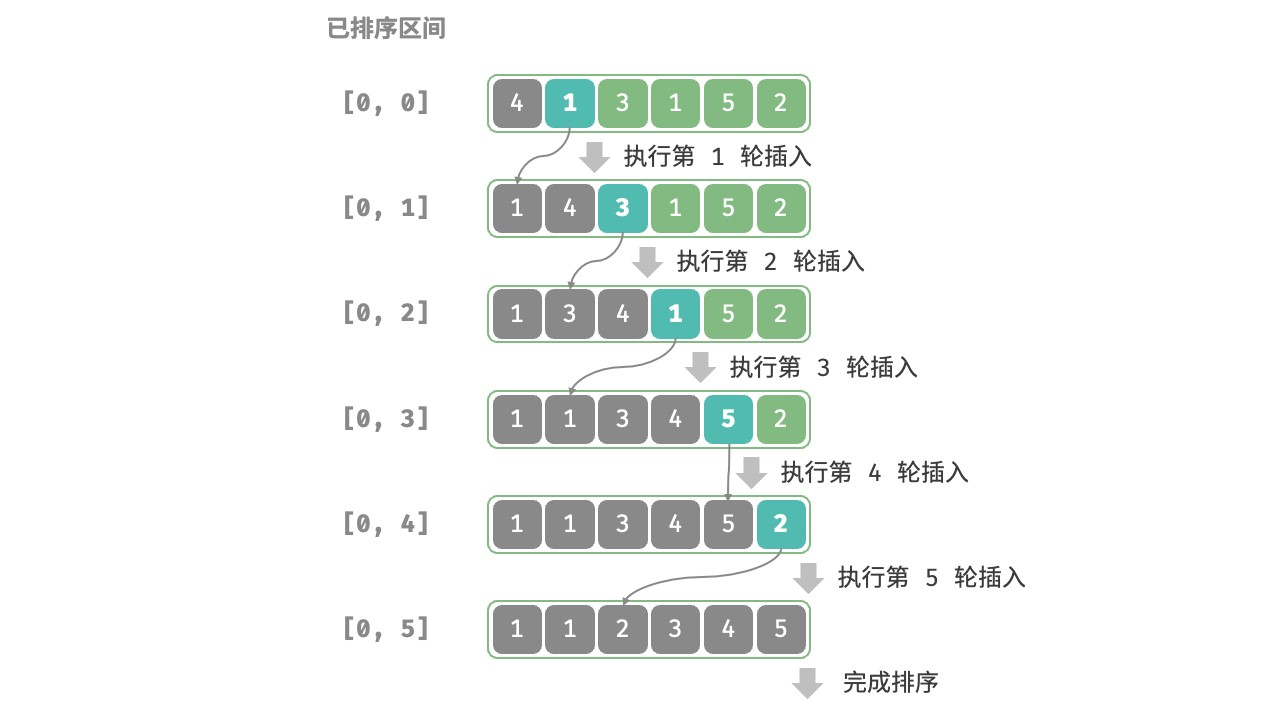 已排序区间
[0, 0] 4 1 3 1 5 2
执行第 1 轮插入
[0, 1] 1 4 3 1 5 2
执行第 2 轮插入
[0, 2] 1 3 4 1 5 2
执行第 3 轮插入
[0, 3] 1 1 3 4 5 2
执行第 4 轮插入
[0, 4] 1 1 3 4 5 2
执行第 5 轮插入
[0, 5] 1 1 2 3 4 5
完成排序